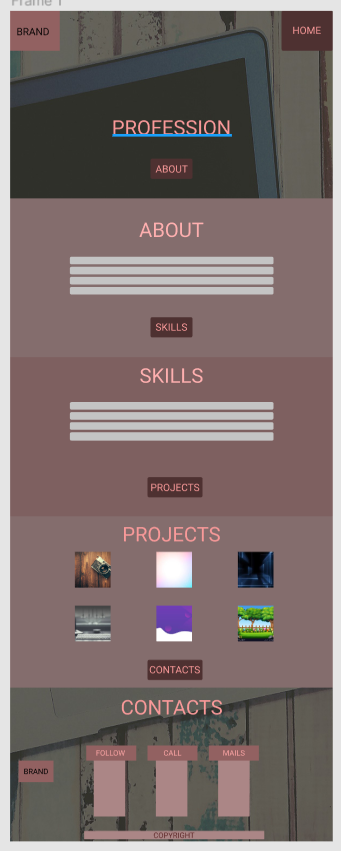 Frame 1
BRAND
HOME
PROFESSION
ABOUT
ABOUT
SKILLS
SKILLS
PROJECTS
PROJECTS
CONTACTS
CONTACTS
FOLLOW
CALL
MAILS
BRAND
COPYRIGHT